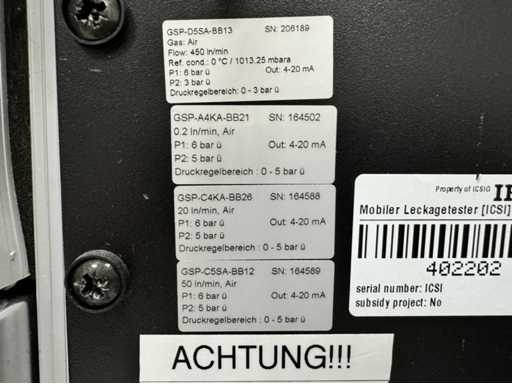 GSP-D5SA-BB13 SN: 206189
Gas: Air
Flow: 450 ln/min
Ref. cond.: 0 °C / 1013.25 mbara
P1: 6 bar ü Out: 4-20 mA
P2: 3 bar ü
Druckregelbereich : 0 - 3 bar ü
GSP-A4KA-BB21 SN: 164502
0.2 ln/min, Air
P1: 6 bar ü Out: 4-20 mA
P2: 5 bar ü
Druckregelbereich : 0 - 5 bar ü
GSP-C4KA-BB26 SN: 164588
20 ln/min, Air
P1: 6 bar ü Out: 4-20 mA
P2: 5 bar ü
Druckregelbereich : 0 - 5 bar ü
GSP-C5SA-BB12 SN: 164589
50 ln/min, Air
P1: 6 bar ü Out: 4-20 mA
P2: 5 bar ü
Druckregelbereich : 0 - 5 bar ü
Property of ICSIG
Mobiler Leckagetester [ICSI]
402202
serial number: ICSI
subsidy project: No
ACHTUNG!!!